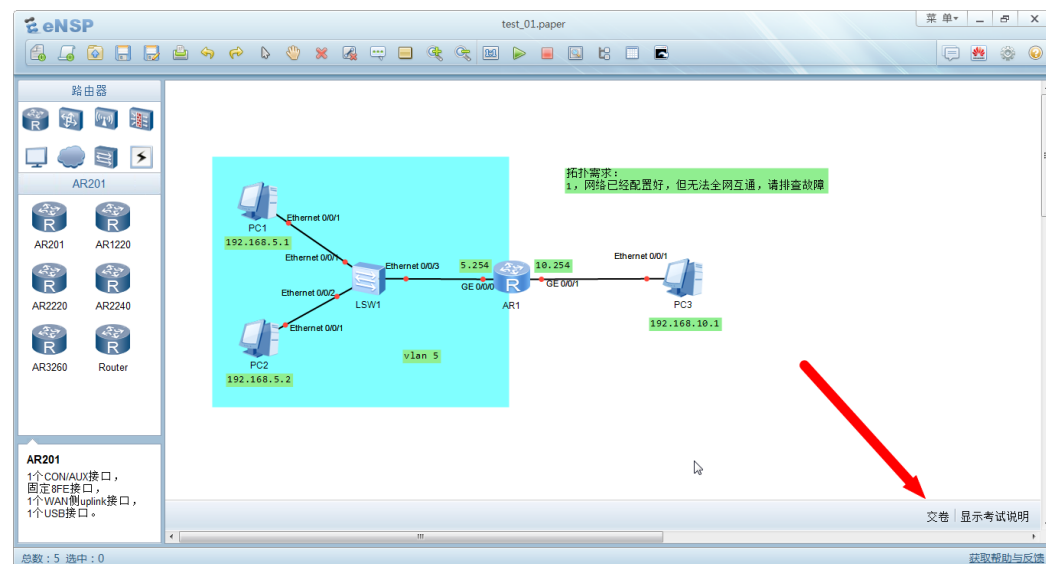 eNSP
test_01.paper
菜 单
路由器
AR201
AR201
AR1220
AR2220
AR2240
AR3260
Router
AR201
1个CON/AUX接口，
固定8FE接口，
1个WAN侧uplink接口，
1个USB接口。
拓扑需求：
1，网络已经配置好，但无法全网互通，请排查故障
Ethernet 0/0/1
PC1
192.168.5.1
Ethernet 0/0/1
Ethernet 0/0/3
5.254
10.254
Ethernet 0/0/1
GE 0/0/0
GE 0/0/1
Ethernet 0/0/2
LSW1
AR1
PC3
192.168.10.1
Ethernet 0/0/1
vlan 5
PC2
192.168.5.2
交卷
显示考试说明
总数：5 选中：0
获取帮助与反馈